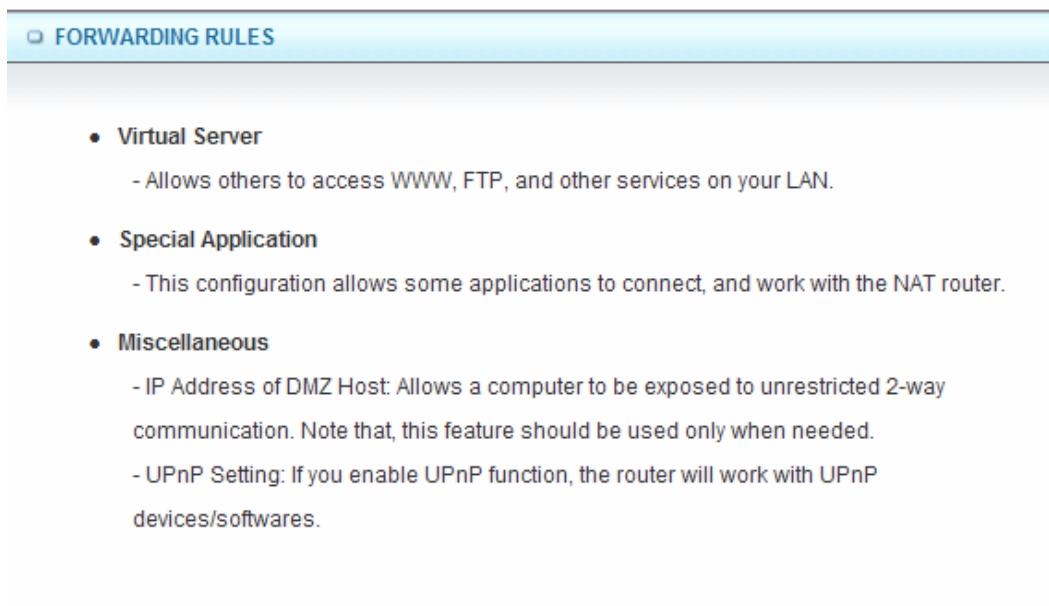 FORWARDING RULES
• Virtual Server
- Allows others to access WWW, FTP, and other services on your LAN.
• Special Application
- This configuration allows some applications to connect, and work with the NAT router.
• Miscellaneous
- IP Address of DMZ Host: Allows a computer to be exposed to unrestricted 2-way
communication. Note that, this feature should be used only when needed.
- UPnP Setting: If you enable UPnP function, the router will work with UPnP
devices/softwares.